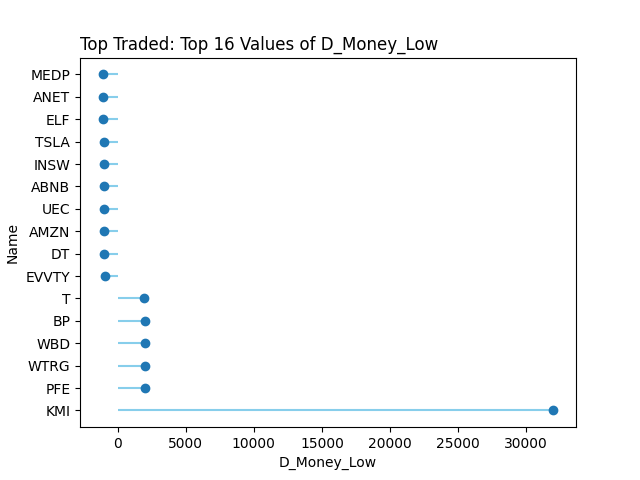 Top Traded: Top 16 Values of D_Money_Low
MEDP
ANET
ELF
TSLA
INSW
ABNB
UEC
AMZN
DT
EVVTY
T
BP
WBD
WTRG
PFE
KMI
Name
0 5000 10000 15000 20000 25000 30000
D_Money_Low